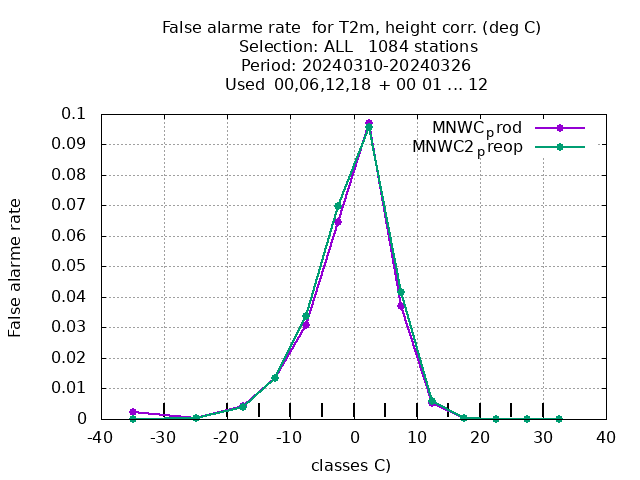 False alarme rate  for T2m, height corr. (deg C)
Selection: ALL   1084 stations
Period: 20240310-20240326
Used  00,06,12,18 + 00 01 ... 12
MNWCprod
MNWC2preop
0.1
0.09
0.08
0.07
0.06
0.05
0.04
0.03
0.02
0.01
0
False alarme rate
-40 -30 -20 -10 0 10 20 30 40
classes C)